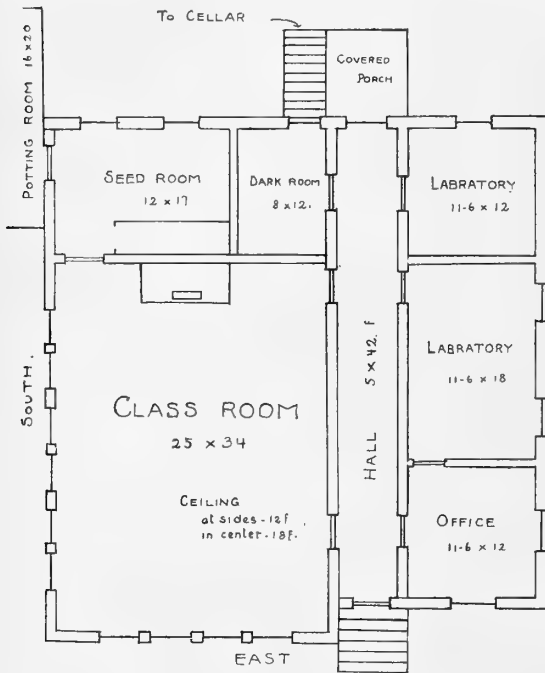 To CELLAR
COVERED
PORCH
POTTING ROOM 16 x 20
SEED ROOM
12 x 17
DARK ROOM
8 x 12.
LABRATORY
11-6 x 12
HALL 5 x 42. f
LABRATORY
11-6 x 18
SOUTH.
CLASS ROOM
25 x 34
CEILING
at sides - 12f
in center - 18f.
OFFICE
11-6 x 12
EAST